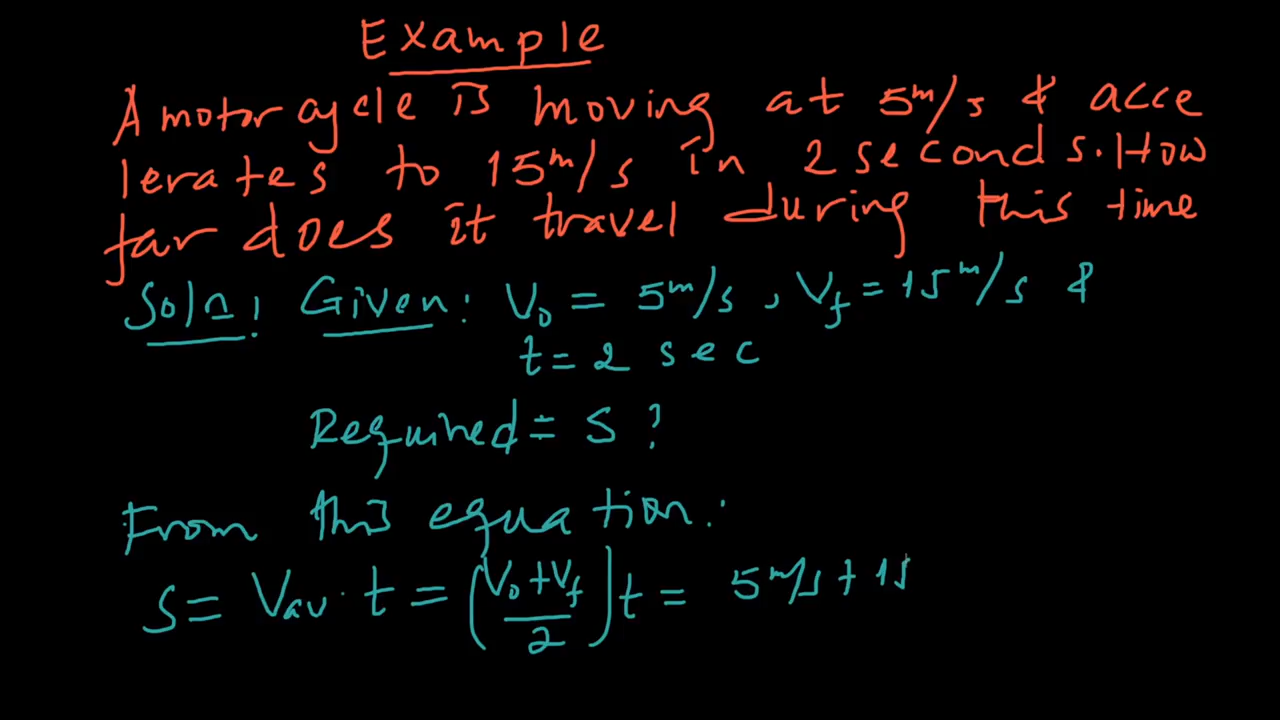 Example
A motor cycle is moving at 5m/s & acce
lerates to 15m/s in 2 seconds. How
far does it travel during this time
Soln: Given: V₀ = 5m/s, Vf = 15m/s &
t = 2 sec
Required = S?
From this equation:
S = Vav · t = (V₀+Vf / 2) t = 5m/s + 15